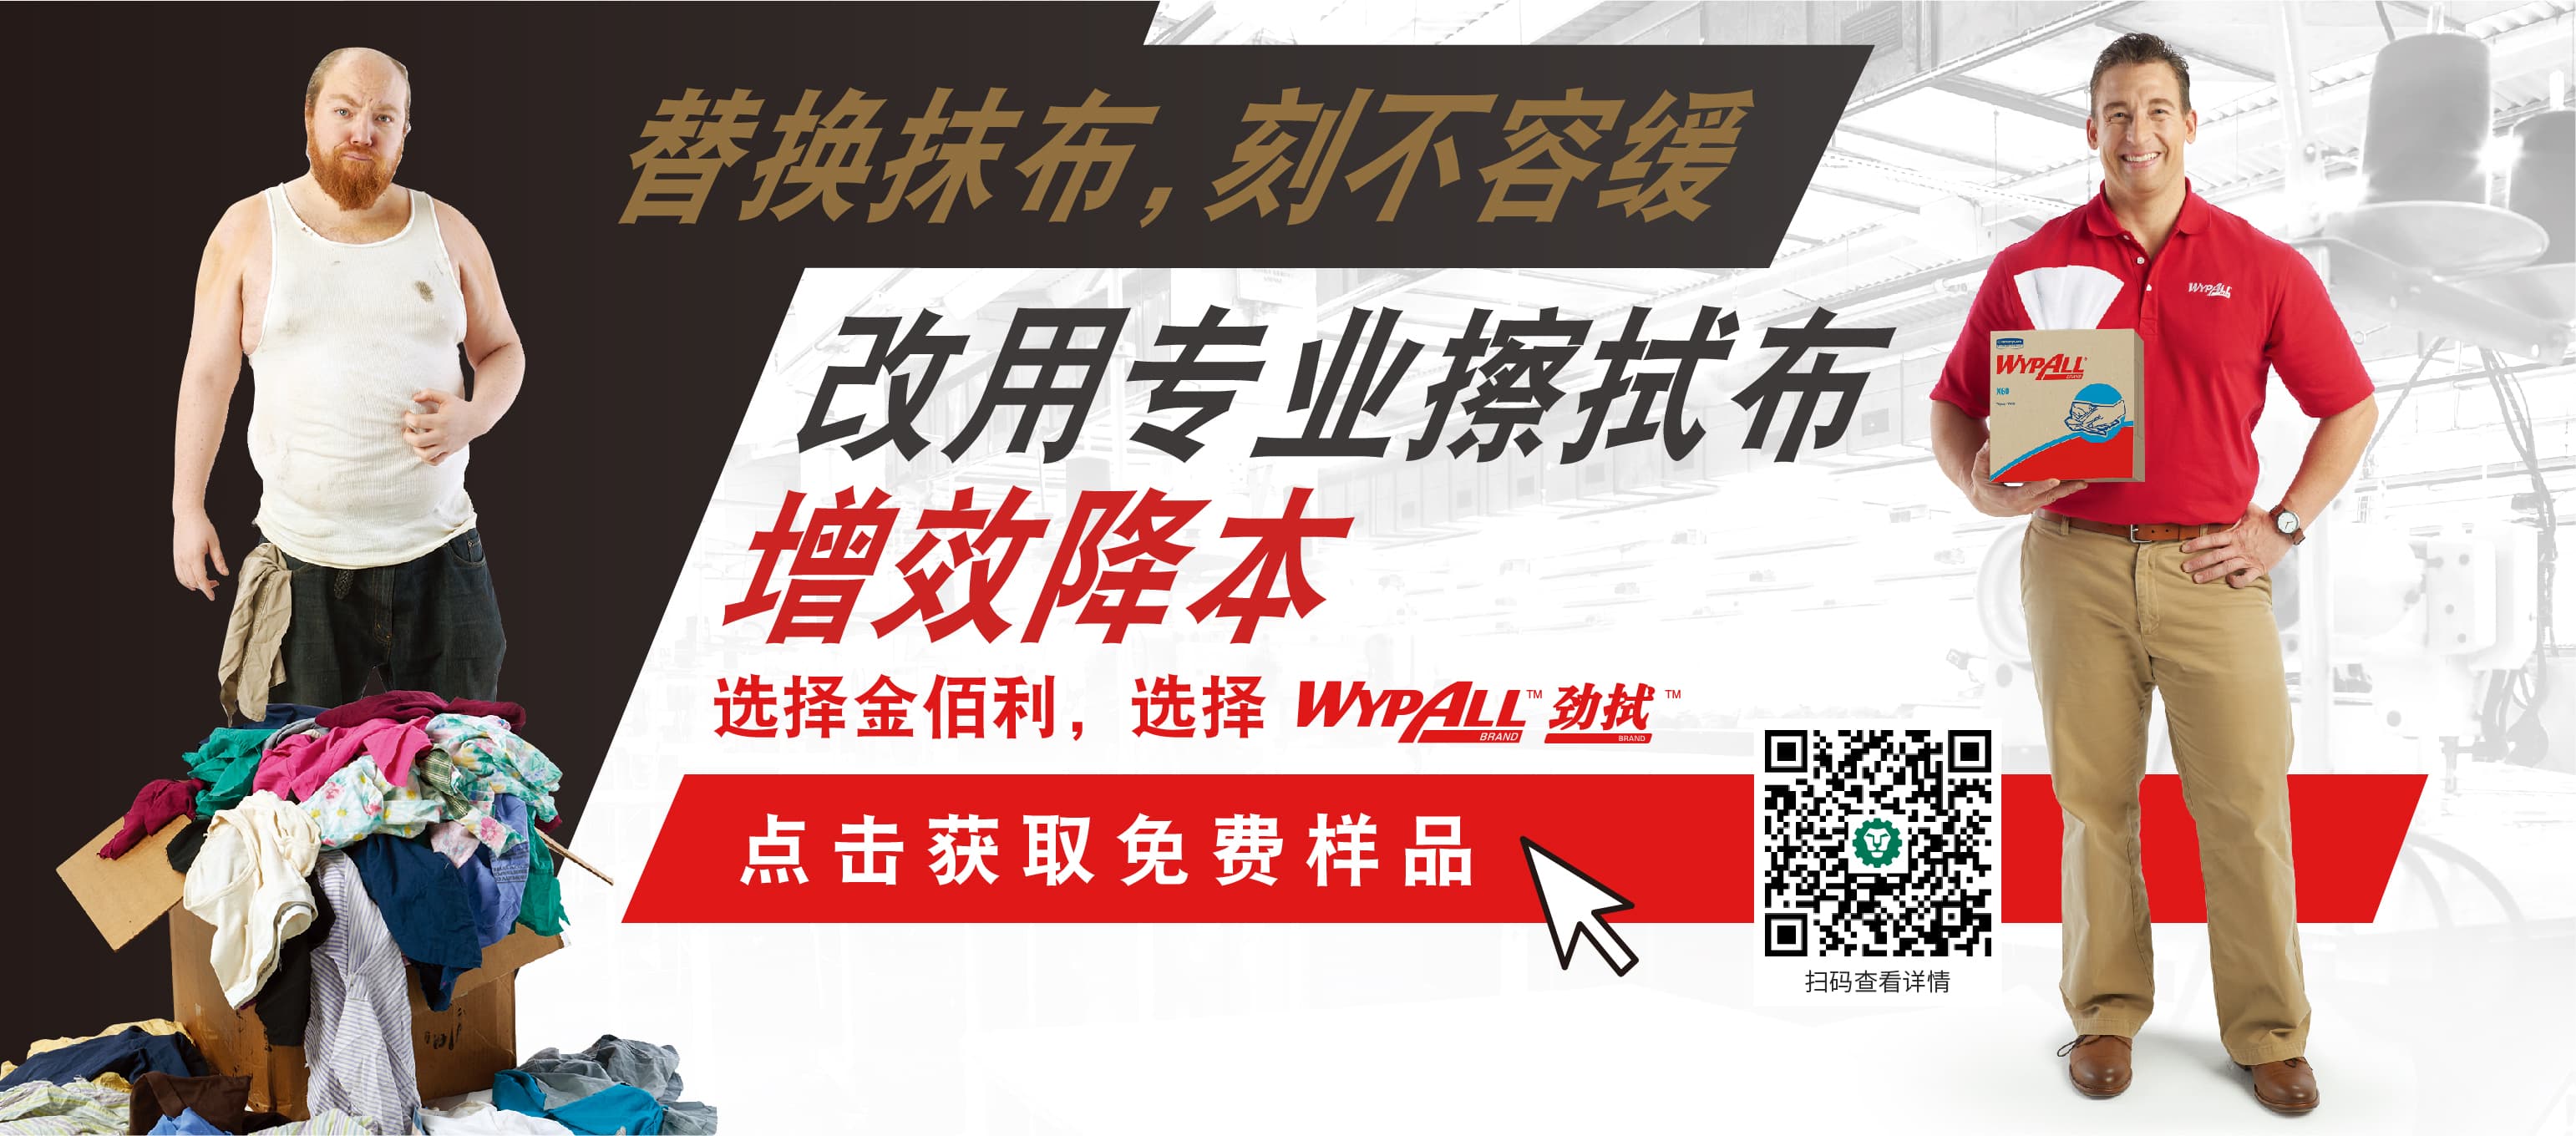 替换抹布，刻不容缓
改用专业擦拭布
增效降本
选择金佰利，选择 WYPALL™ BRAND 劲拭™ BRAND
点击获取免费样品
扫码查看详情
WYPALL
WYPALL
BRAND
X60